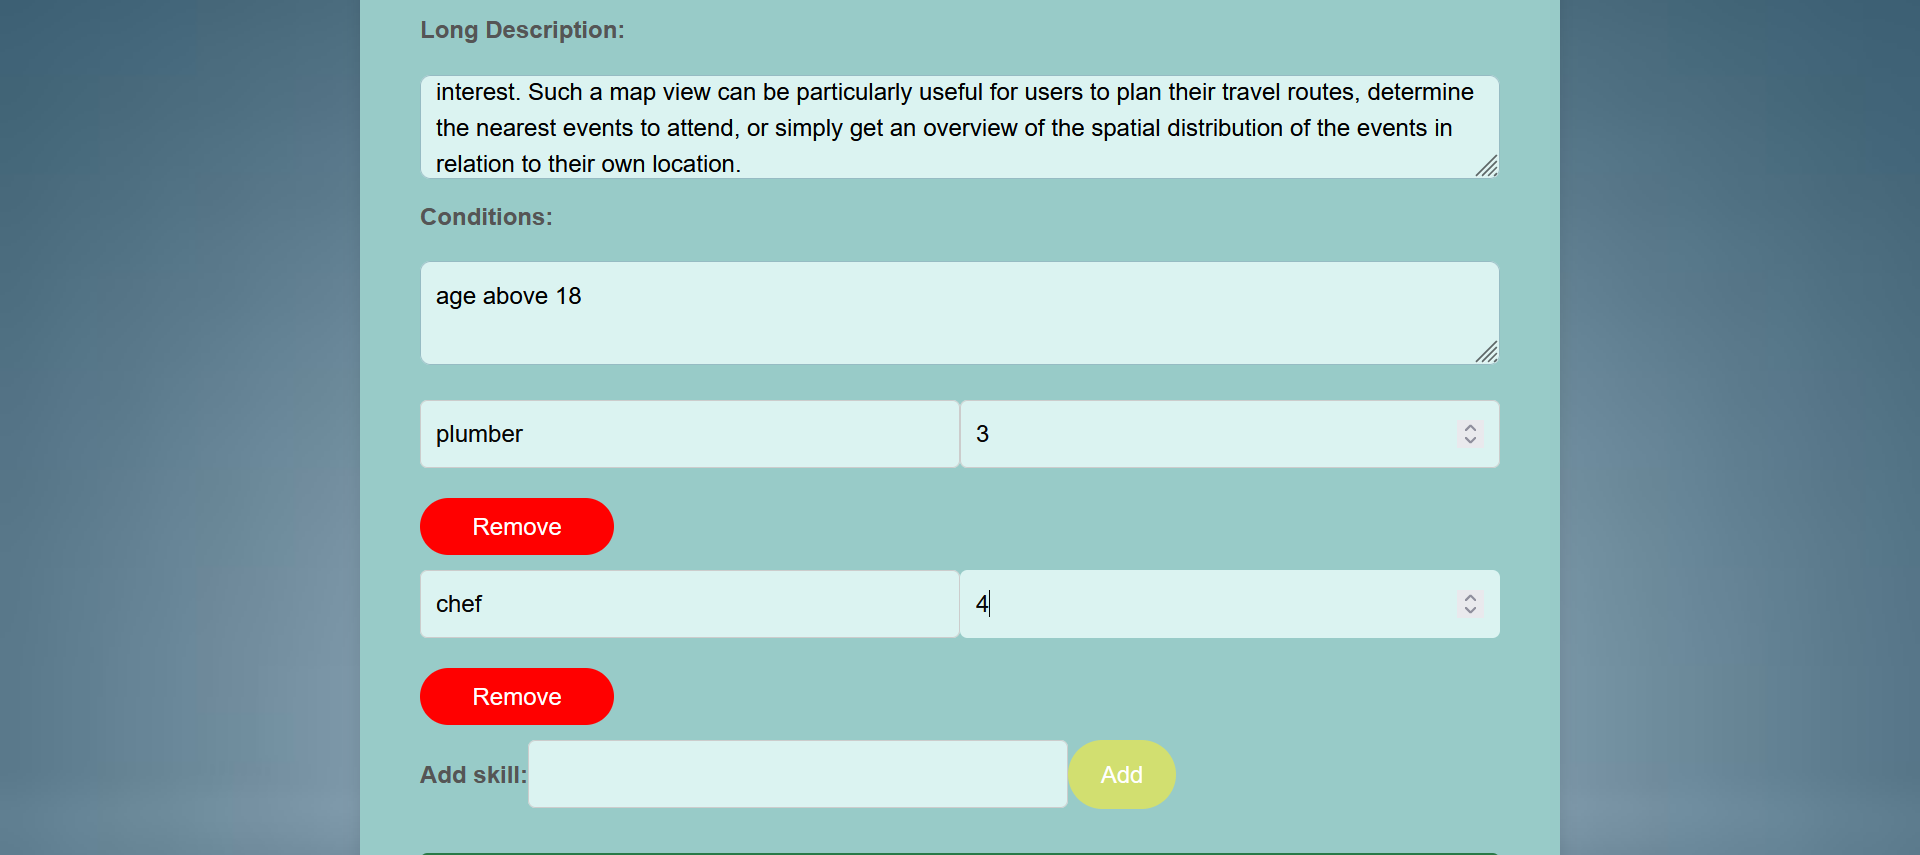 Long Description:
interest. Such a map view can be particularly useful for users to plan their travel routes, determine
the nearest events to attend, or simply get an overview of the spatial distribution of the events in
relation to their own location.
Conditions:
age above 18
plumber 3
Remove
chef 4
Remove
Add skill: Add